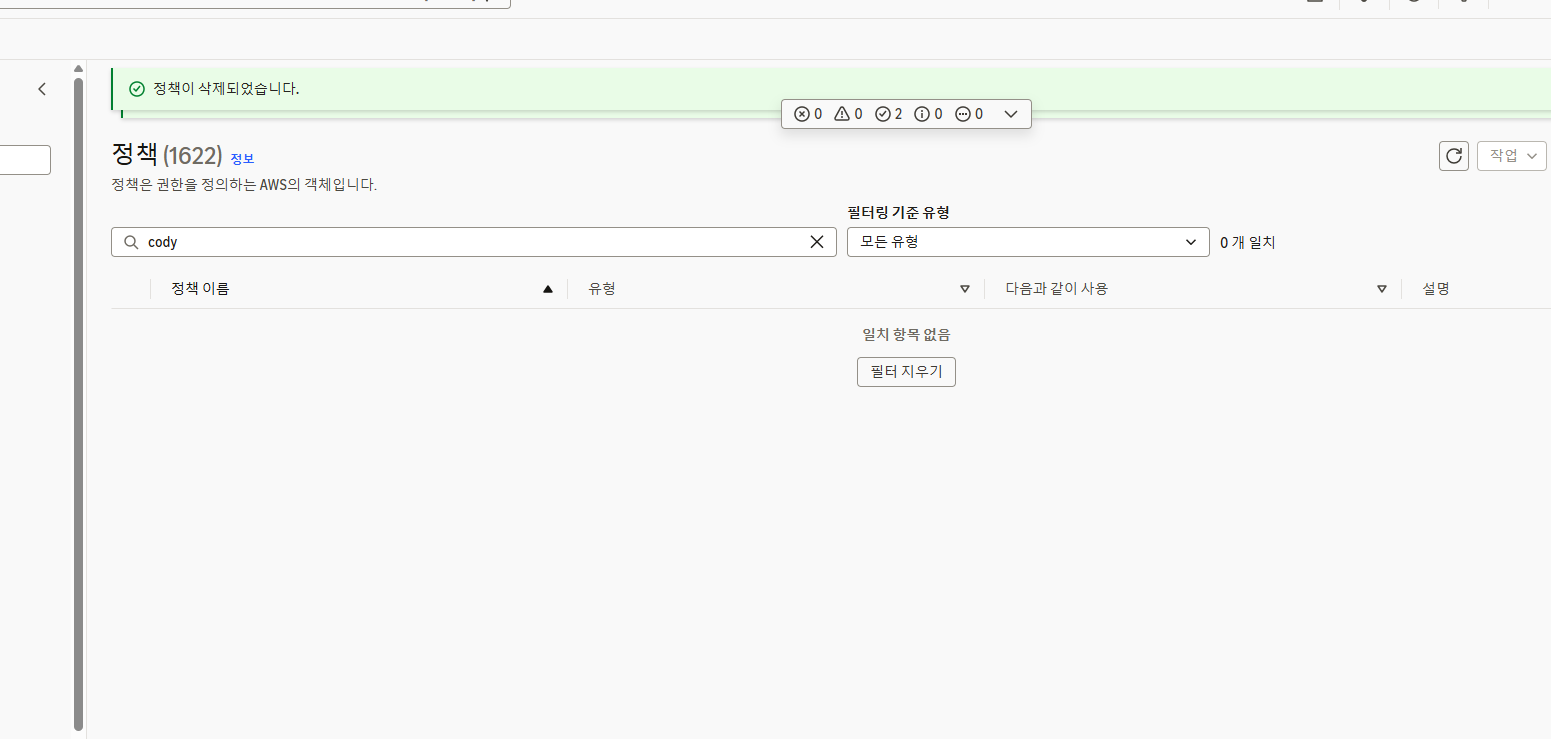 정책이 삭제되었습니다.
0 0 2 0 0
정책 (1622) 정보
작업
정책은 권한을 정의하는 AWS의 객체입니다.
필터링 기준 유형
cody
모든 유형
0 개 일치
정책 이름 유형 다음과 같이 사용 설명
일치 항목 없음
필터 지우기